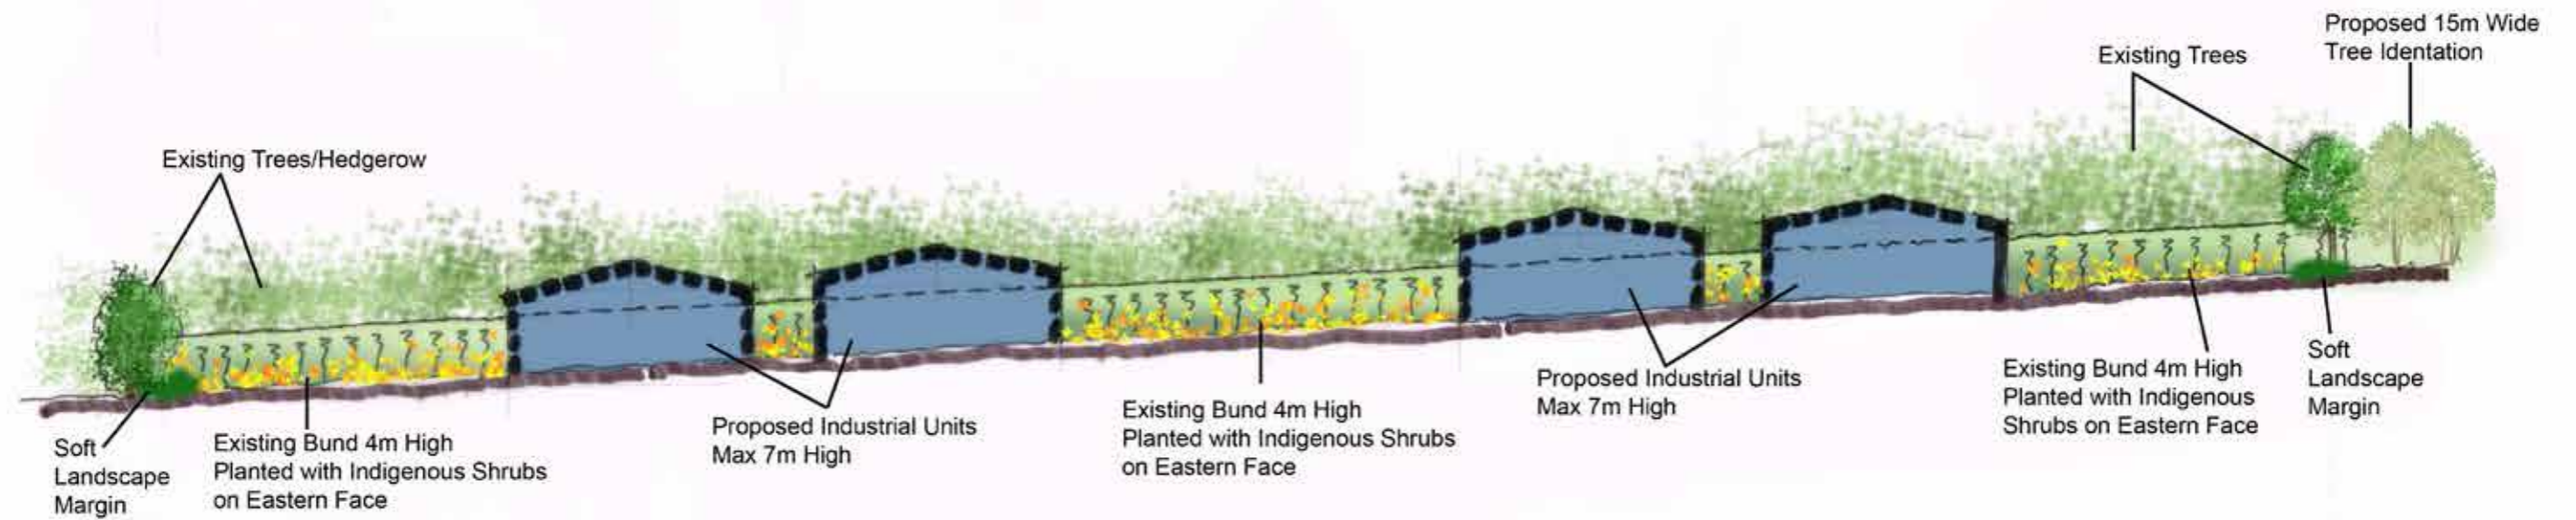 Proposed 15m Wide
Tree Identation
Existing Trees
Existing Trees/Hedgerow
Soft
Landscape
Margin
Existing Bund 4m High
Planted with Indigenous Shrubs
on Eastern Face
Proposed Industrial Units
Max 7m High
Existing Bund 4m High
Planted with Indigenous Shrubs
on Eastern Face
Proposed Industrial Units
Max 7m High
Existing Bund 4m High
Planted with Indigenous
Shrubs on Eastern Face
Soft
Landscape
Margin